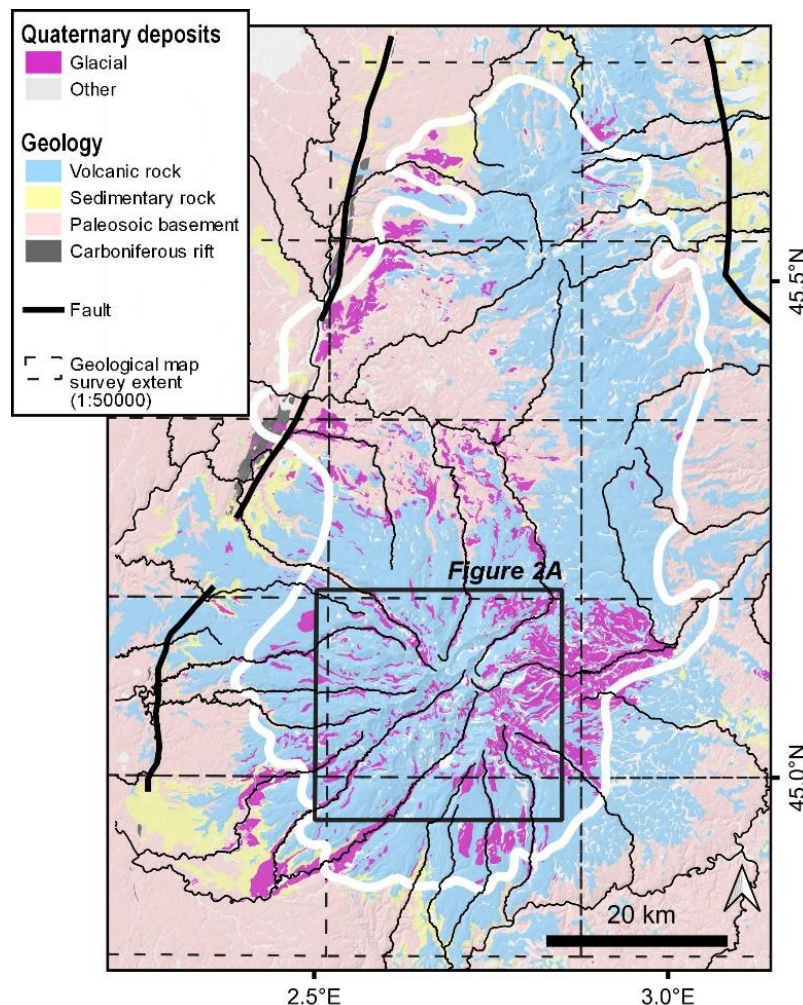 Quaternary deposits
Glacial
Other
Geology
Volcanic rock
Sedimentary rock
Paleosoic basement
Carboniferous rift
Fault
Geological map
survey extent
(1:50000)
45.5°N
Figure 2A
45.0°N
20 km
2.5°E
3.0°E